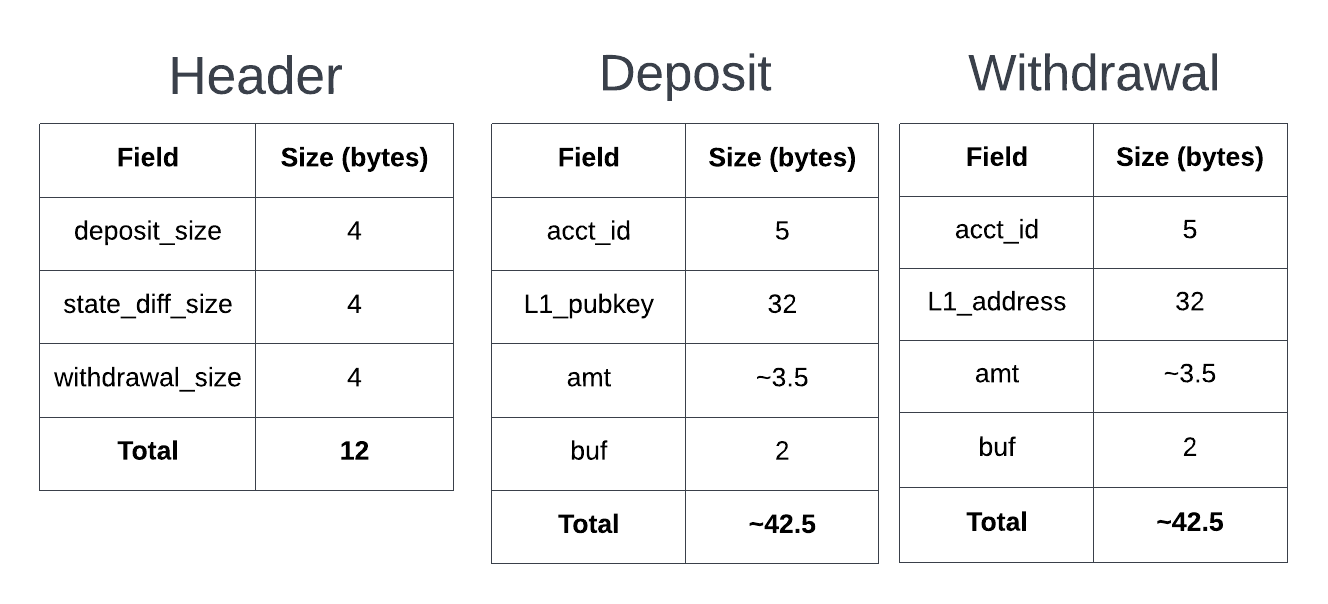 Header
Field Size (bytes)
deposit_size 4
state_diff_size 4
withdrawal_size 4
Total 12
Deposit
Field Size (bytes)
acct_id 5
L1_pubkey 32
amt ~3.5
buf 2
Total ~42.5
Withdrawal
Field Size (bytes)
acct_id 5
L1_address 32
amt ~3.5
buf 2
Total ~42.5